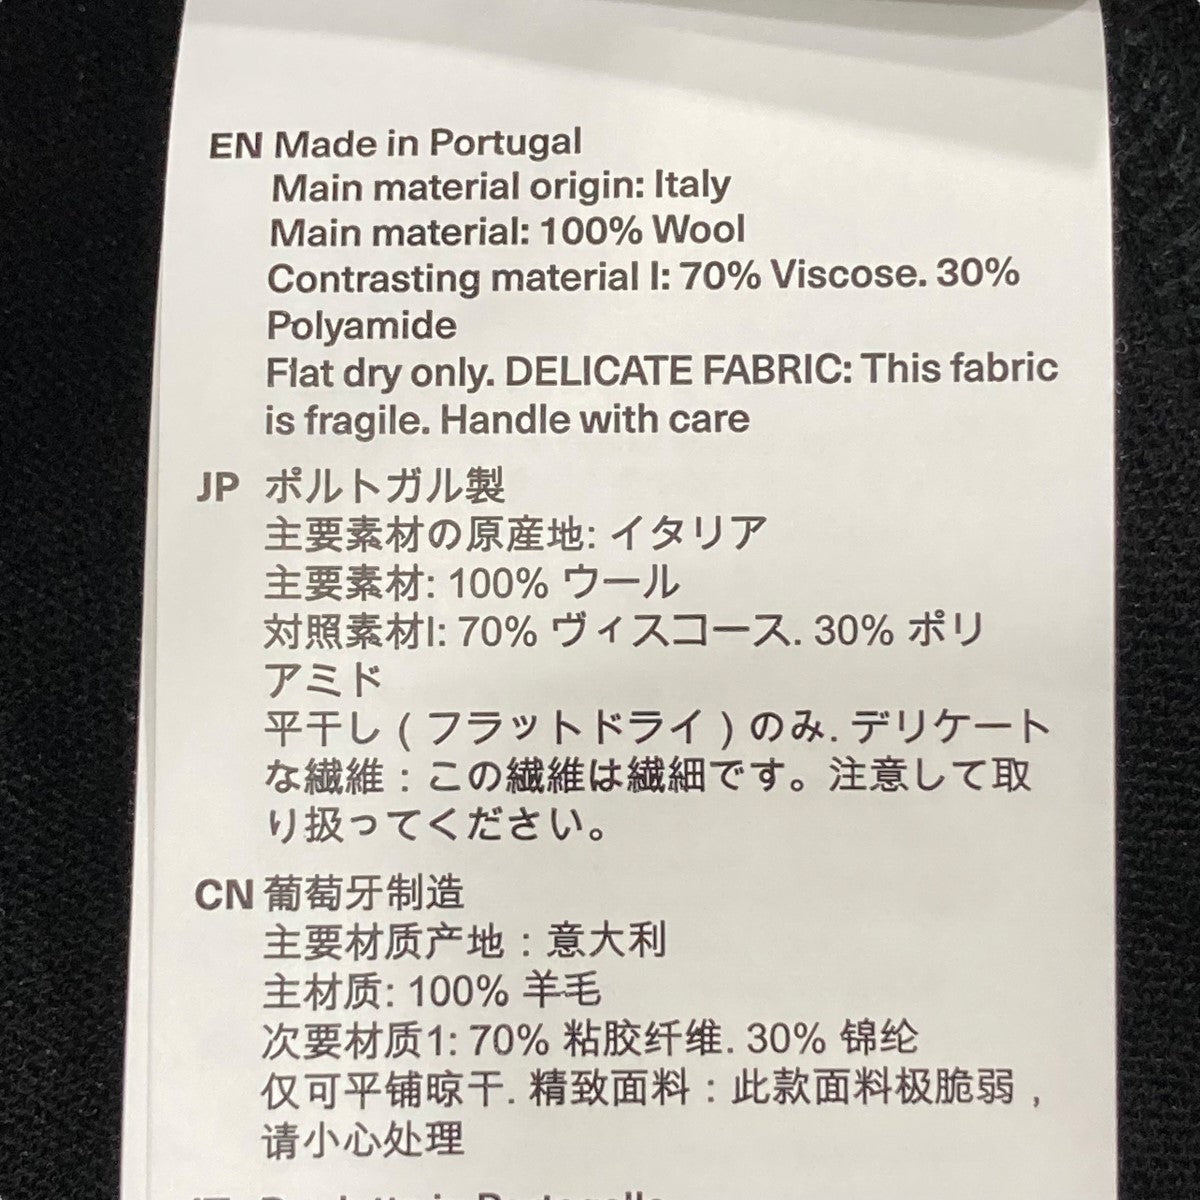 EN Made in Portugal
Main material origin: Italy
Main material: 100% Wool
Contrasting material I: 70% Viscose. 30%
Polyamide
Flat dry only. DELICATE FABRIC: This fabric
is fragile. Handle with care
JP ポルトガル製
主要素材の原産地: イタリア
主要素材: 100% ウール
対照素材I: 70% ヴィスコース. 30% ポリ
アミド
平干し ( フラットドライ ) のみ. デリケート
な繊維 : この繊維は繊細です。注意して取
り扱ってください。
CN 葡萄牙制造
主要材质产地 : 意大利
主材质: 100% 羊毛
次要材质1: 70% 粘胶纤维. 30% 锦纶
仅可平铺晾干. 精致面料 : 此款面料极脆弱 ,
请小心处理